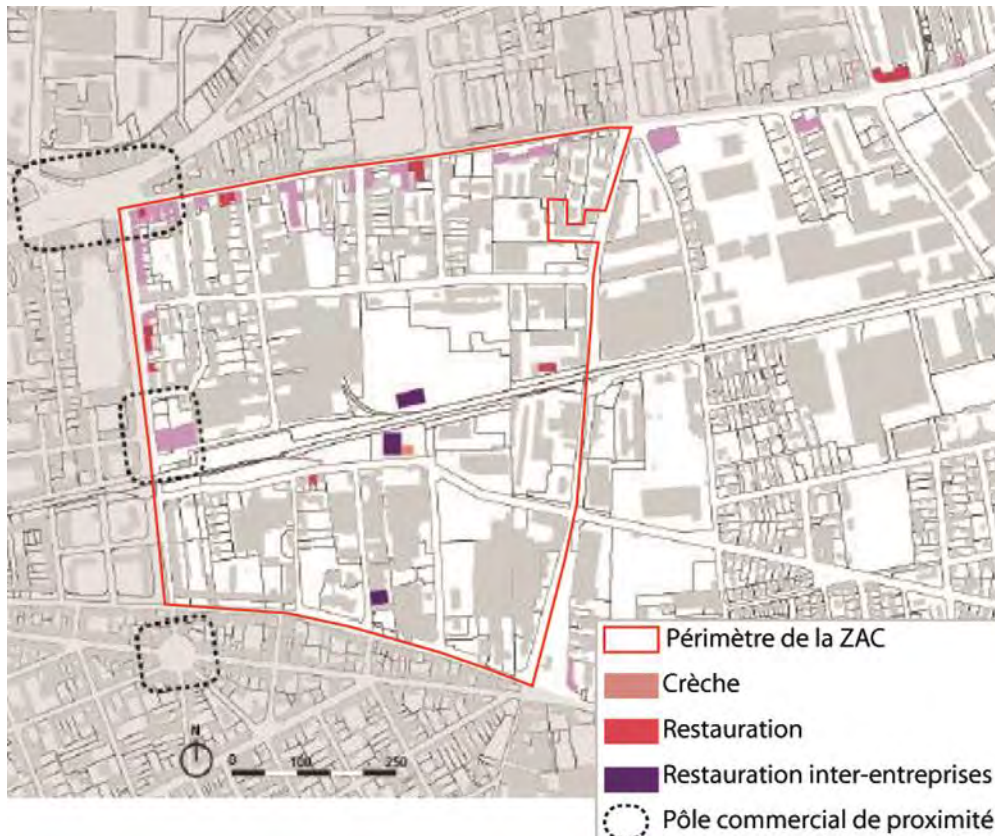 N
0 100 250
Périmètre de la ZAC
Crèche
Restauration
Restauration inter-entreprises
Pôle commercial de proximité